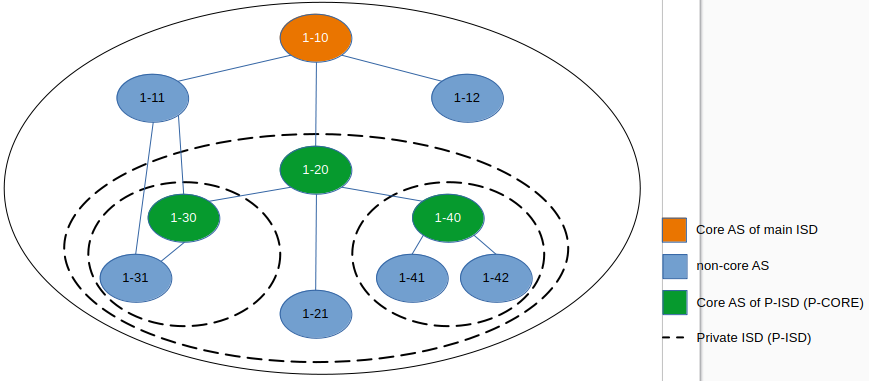 1-10
1-11
1-12
1-20
1-30
1-40
1-31
1-41
1-42
1-21
Core AS of main ISD
non-core AS
Core AS of P-ISD (P-CORE)
Private ISD (P-ISD)